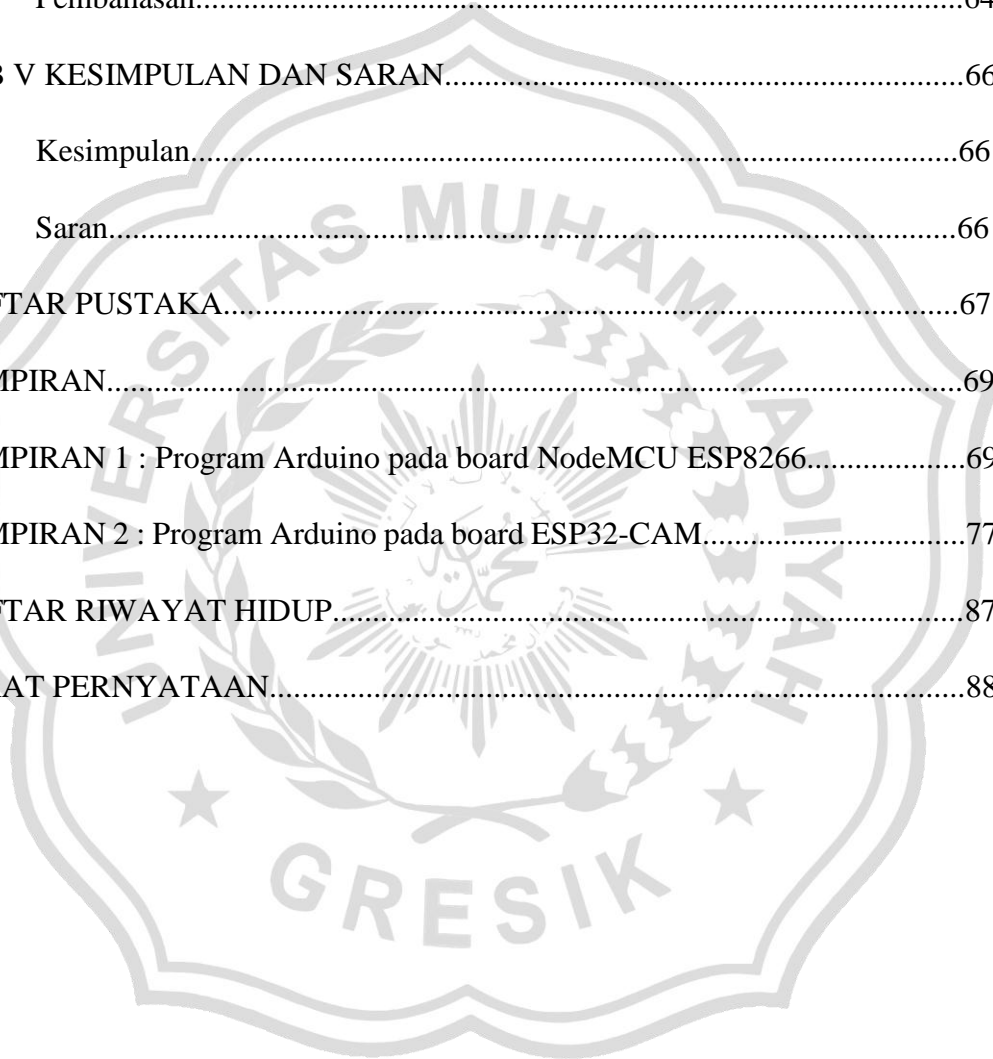 Pembahasan........................................................64
B V KESIMPULAN DAN SARAN........................................................66
Kesimpulan........................................................66
Saran........................................................66
FTAR PUSTAKA........................................................67
MPIRAN........................................................69
MPIRAN 1 : Program Arduino pada board NodeMCU ESP8266.................69
MPIRAN 2 : Program Arduino pada board ESP32-CAM............................77
FTAR RIWAYAT HIDUP........................................................87
RAT PERNYATAAN........................................................88
UNIVERSITAS MUHAMMADIYAH
GRESIK